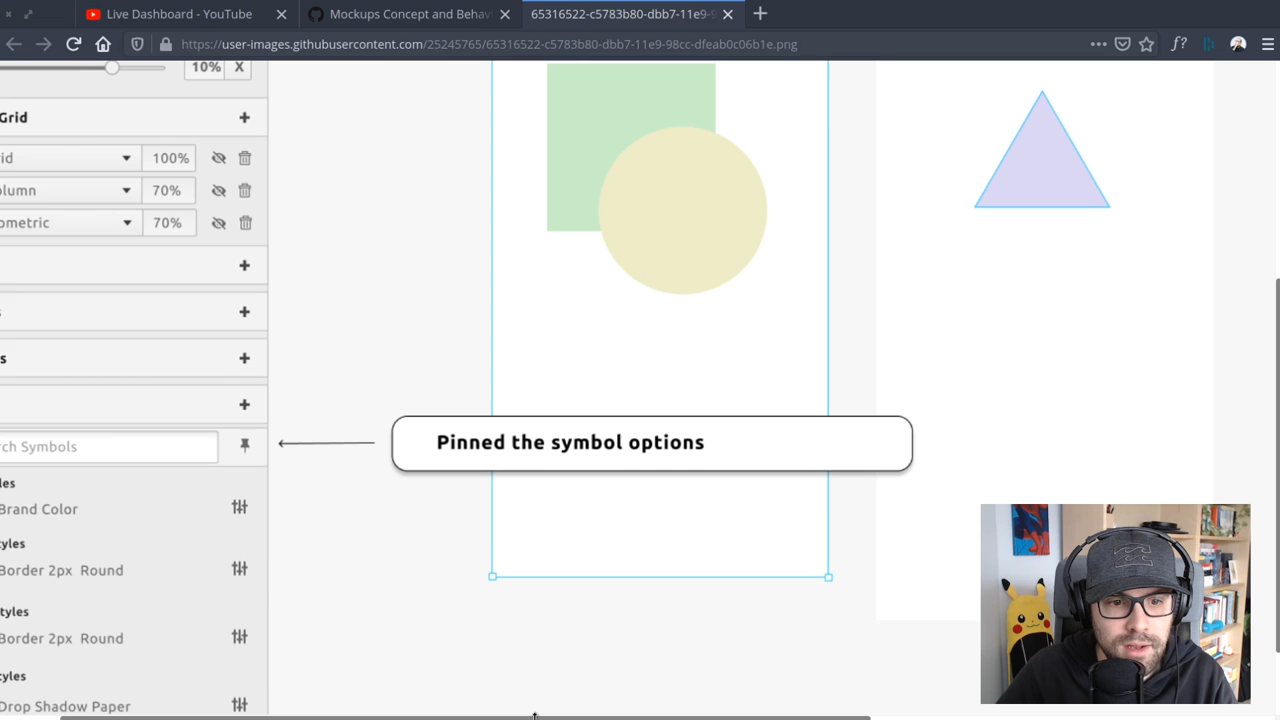 Live Dashboard - YouTube
Mockups Concept and Behavi
65316522-c5783b80-dbb7-11e9-9
https://user-images.githubusercontent.com/25245765/65316522-c5783b80-dbb7-11e9-98cc-dfeab0c06b1e.png
f?
10% X
Grid +
id 100%
olumn 70%
ometric 70%
+
s +
s +
+
rch Symbols
Pinned the symbol options
les
Brand Color
tyles
Border 2px Round
tyles
Border 2px Round
tyles
Drop Shadow Paper